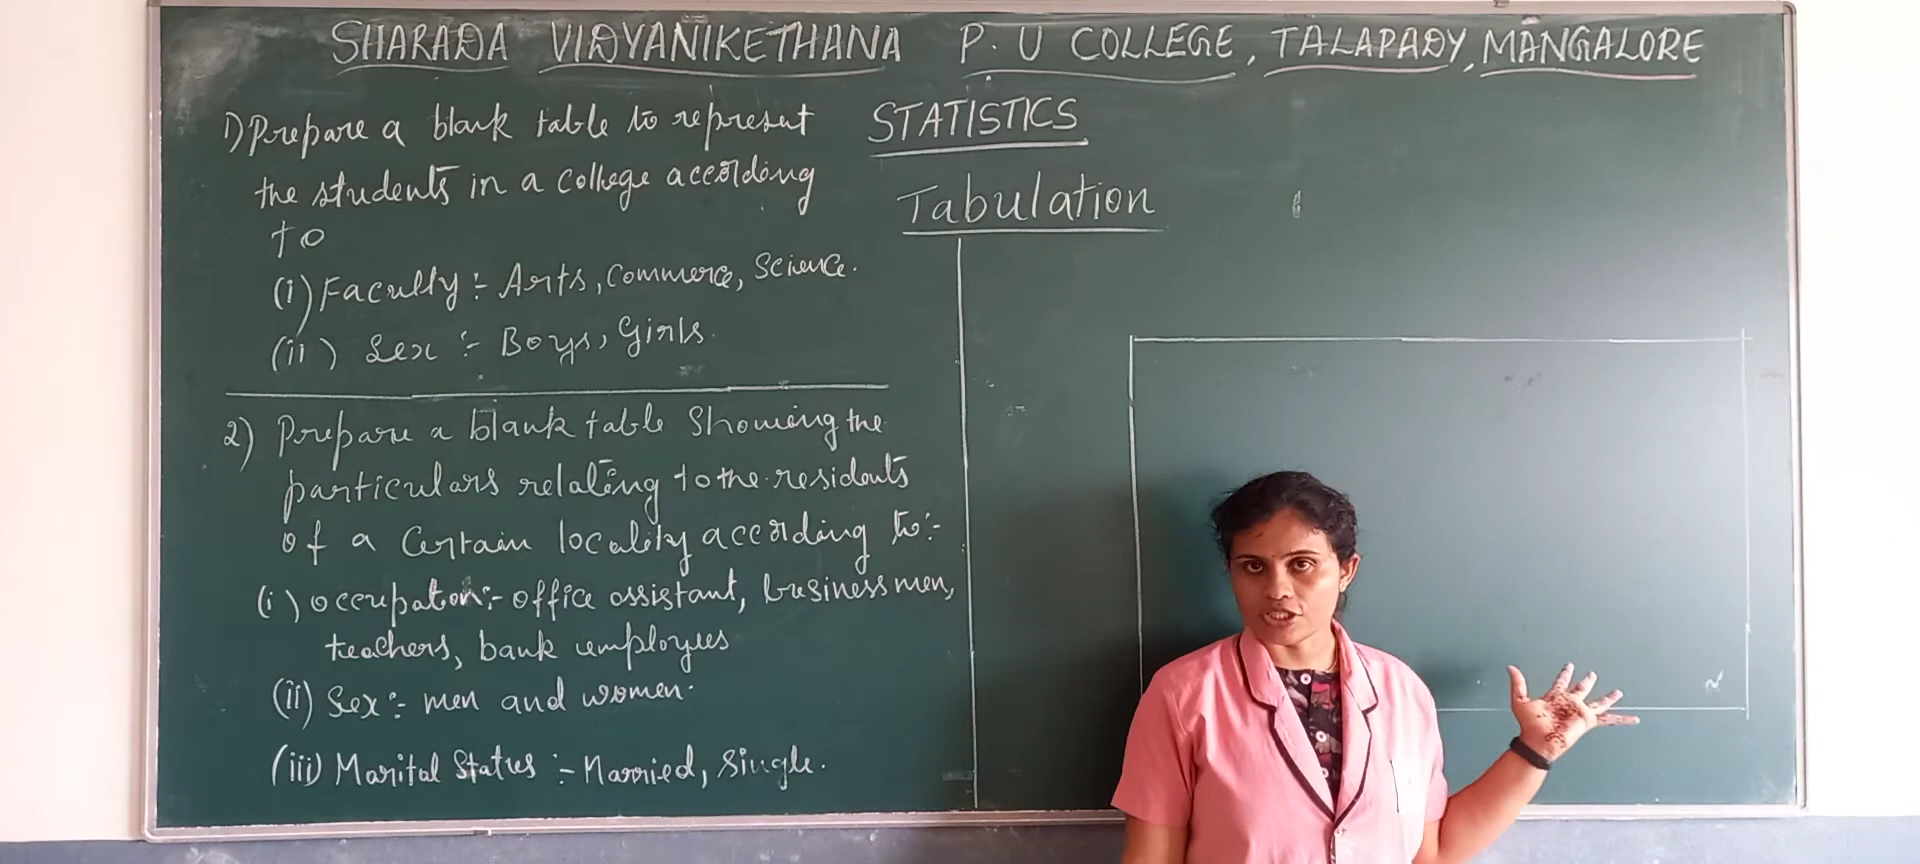 SHARADA VIDYANIKETHANA P.U COLLEGE, TALAPADY, MANGALORE
STATISTICS
Tabulation
1) Prepare a blank table to represent
the students in a college according
to
(i) Faculty :- Arts, Commerce, Science.
(ii) Sex :- Boys, Girls.
2) Prepare a blank table showing the
particulars relating to the residents
of a certain locality according to:-
(i) occupation:- office assistant, business men,
teachers, bank employees
(ii) Sex :- men and women.
(iii) Marital Status :- Married, single.